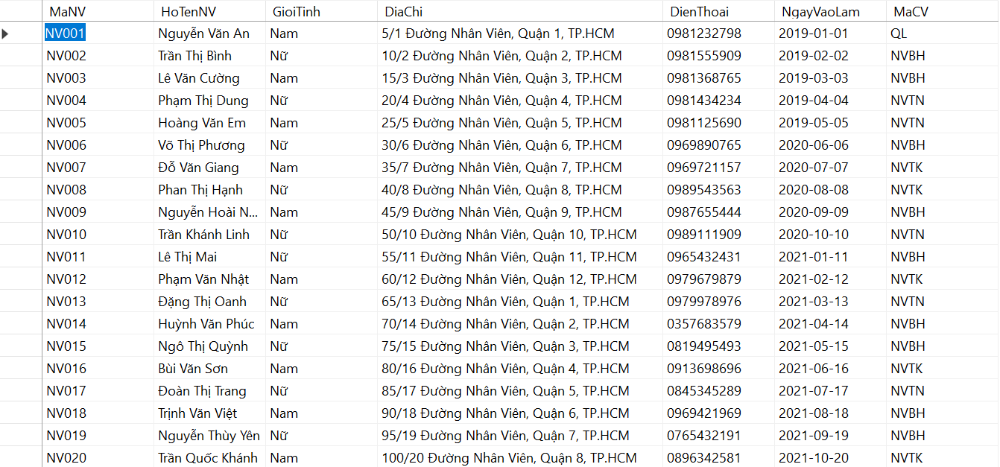 MaNV HoTenNV GioiTinh DiaChi DienThoai NgayVaoLam MaCV
NV001 Nguyễn Văn An Nam 5/1 Đường Nhân Viên, Quận 1, TP.HCM 0981232798 2019-01-01 QL
NV002 Trần Thị Bình Nữ 10/2 Đường Nhân Viên, Quận 2, TP.HCM 0981555909 2019-02-02 NVBH
NV003 Lê Văn Cường Nam 15/3 Đường Nhân Viên, Quận 3, TP.HCM 0981368765 2019-03-03 NVBH
NV004 Phạm Thị Dung Nữ 20/4 Đường Nhân Viên, Quận 4, TP.HCM 0981434234 2019-04-04 NVTN
NV005 Hoàng Văn Em Nam 25/5 Đường Nhân Viên, Quận 5, TP.HCM 0981125690 2019-05-05 NVTN
NV006 Võ Thị Phương Nữ 30/6 Đường Nhân Viên, Quận 6, TP.HCM 0969890765 2020-06-06 NVBH
NV007 Đỗ Văn Giang Nam 35/7 Đường Nhân Viên, Quận 7, TP.HCM 0969721157 2020-07-07 NVTK
NV008 Phan Thị Hạnh Nữ 40/8 Đường Nhân Viên, Quận 8, TP.HCM 0989543563 2020-08-08 NVTK
NV009 Nguyễn Hoài N... Nam 45/9 Đường Nhân Viên, Quận 9, TP.HCM 0987655444 2020-09-09 NVBH
NV010 Trần Khánh Linh Nữ 50/10 Đường Nhân Viên, Quận 10, TP.HCM 0989111909 2020-10-10 NVTN
NV011 Lê Thị Mai Nữ 55/11 Đường Nhân Viên, Quận 11, TP.HCM 0965432431 2021-01-11 NVBH
NV012 Phạm Văn Nhật Nam 60/12 Đường Nhân Viên, Quận 12, TP.HCM 0979679879 2021-02-12 NVTK
NV013 Đặng Thị Oanh Nữ 65/13 Đường Nhân Viên, Quận 1, TP.HCM 0979978976 2021-03-13 NVTN
NV014 Huỳnh Văn Phúc Nam 70/14 Đường Nhân Viên, Quận 2, TP.HCM 0357683579 2021-04-14 NVBH
NV015 Ngô Thị Quỳnh Nữ 75/15 Đường Nhân Viên, Quận 3, TP.HCM 0819495493 2021-05-15 NVBH
NV016 Bùi Văn Sơn Nam 80/16 Đường Nhân Viên, Quận 4, TP.HCM 0913698696 2021-06-16 NVTK
NV017 Đoàn Thị Trang Nữ 85/17 Đường Nhân Viên, Quận 5, TP.HCM 0845345289 2021-07-17 NVTN
NV018 Trịnh Văn Việt Nam 90/18 Đường Nhân Viên, Quận 6, TP.HCM 0969421969 2021-08-18 NVBH
NV019 Nguyễn Thùy Yên Nữ 95/19 Đường Nhân Viên, Quận 7, TP.HCM 0765432191 2021-09-19 NVBH
NV020 Trần Quốc Khánh Nam 100/20 Đường Nhân Viên, Quận 8, TP.HCM 0896342581 2021-10-20 NVTK